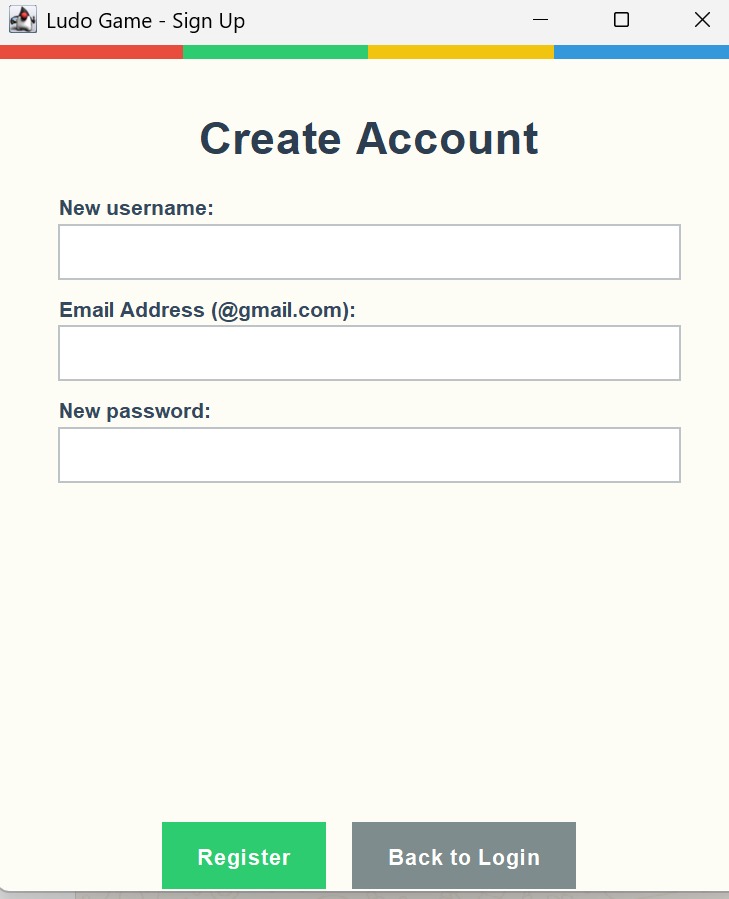 Ludo Game - Sign Up
Create Account
New username:
Email Address (@gmail.com):
New password:
Register
Back to Login